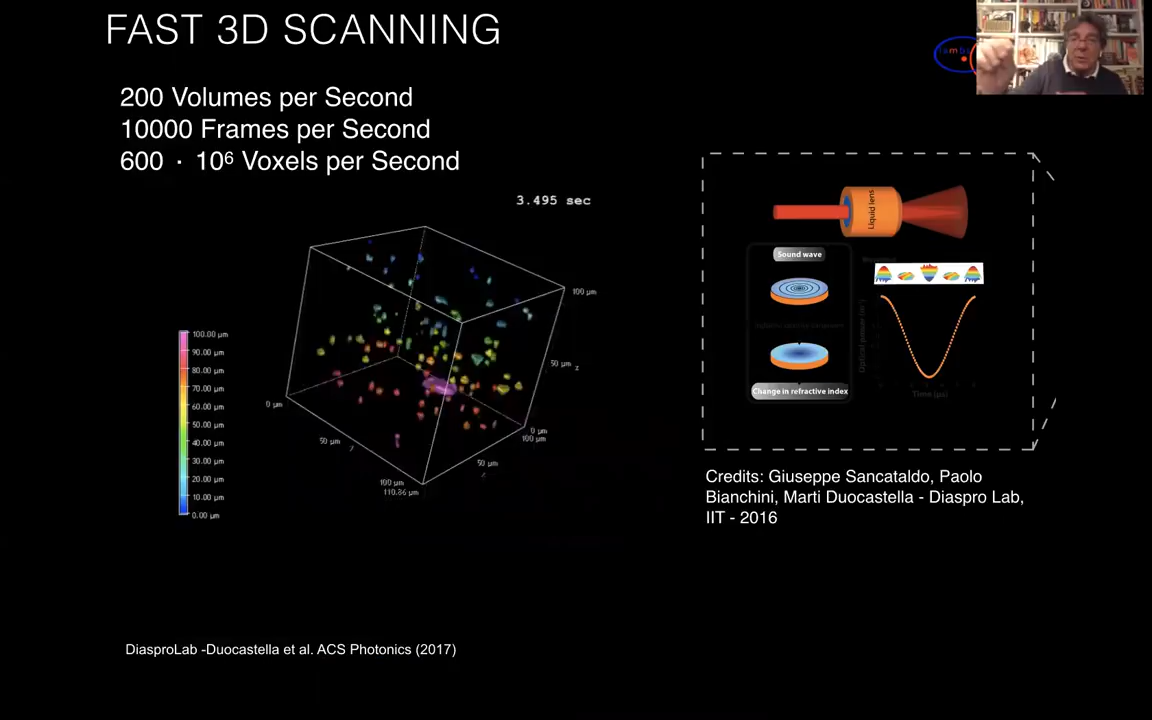 FAST 3D SCANNING
200 Volumes per Second
10000 Frames per Second
600 · 10⁶ Voxels per Second
3.495 sec
100 µm
50 µm
z
0 µm
0 µm
100 µm
50 µm
50 µm
100 µm
110.86 µm
100.00 µm
90.00 µm
80.00 µm
70.00 µm
60.00 µm
50.00 µm
40.00 µm
30.00 µm
20.00 µm
10.00 µm
0.00 µm
Liquid lens
Sound wave
Change in refractive index
Time (µs)
Credits: Giuseppe Sancataldo, Paolo
Bianchini, Marti Duocastella - Diaspro Lab,
IIT - 2016
DiasproLab -Duocastella et al. ACS Photonics (2017)